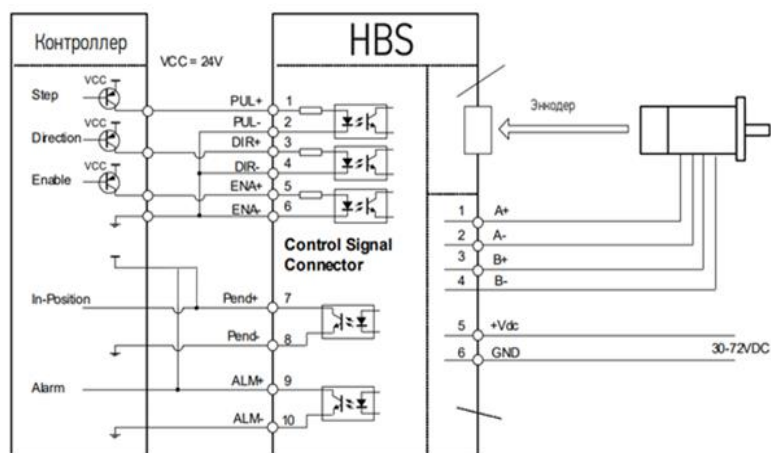 Контроллер
HBS
VCC = 24V
VCC
Step
PUL+ 1
PUL- 2
VCC
Direction
DIR+ 3
DIR- 4
VCC
Enable
ENA+ 5
ENA- 6
Control Signal
Connector
In-Position
Pend+ 7
Pend- 8
Alarm
ALM+ 9
ALM- 10
Энкодер
1 A+
2 A-
3 B+
4 B-
5 +Vdc
6 GND
30-72VDC